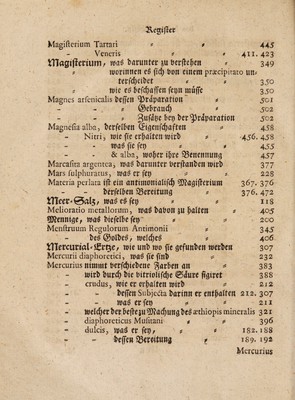 Register
Magisterium Tartari 445
- - Veneris 411. 423
Magisterium, was darunter zu verstehen 349
- worinnen es sich von einem præcipitato un-
terscheidet 350
- wie es beschaffen seyn müsse 350
Magnes arsenicalis dessen Präparation 501
- - Gebrauch 502
- - Zusätze bey der Präparation 502
Magnesia alba, derselben Eigenschafften 458
- Nitri, wie sie erhalten wird 456. 458
- - was sie sey 455
- - & alba, woher ihre Benennung 457
Marcasita argentea, was darunter verstanden wird 377
Mars sulphuratus, was er sey 228
Materia perlata ist ein antimonialisch Magisterium 367. 376
- - derselben Bereitung 376. 472
Meer-Saltz, was es sey 118
Melioratio metallorum, was davon zu halten 405
Mennige, was dieselbe sey 200
Menstruum Regulorum Antimonii 345
- - des Goldes, welches 406
Mercurial-Ertze, wie und wo sie gefunden werden 307
Mercurii diaphoretici, was sie sind 232
Mercurius nimmt verschiedene Farben an 383
- wird durch die vitriolische Säure figiret 388
- crudus, wie er erhalten wird 212
- - dessen Subjecta darinn er enthalten 212. 307
- - was er sey 211
- welcher der beste zu Machung des æthiopis mineralis 321
- diaphoreticus Musitani 396
- dulcis, was er sey, 182. 188
- - dessen Bereitung 189. 192
Mercurius